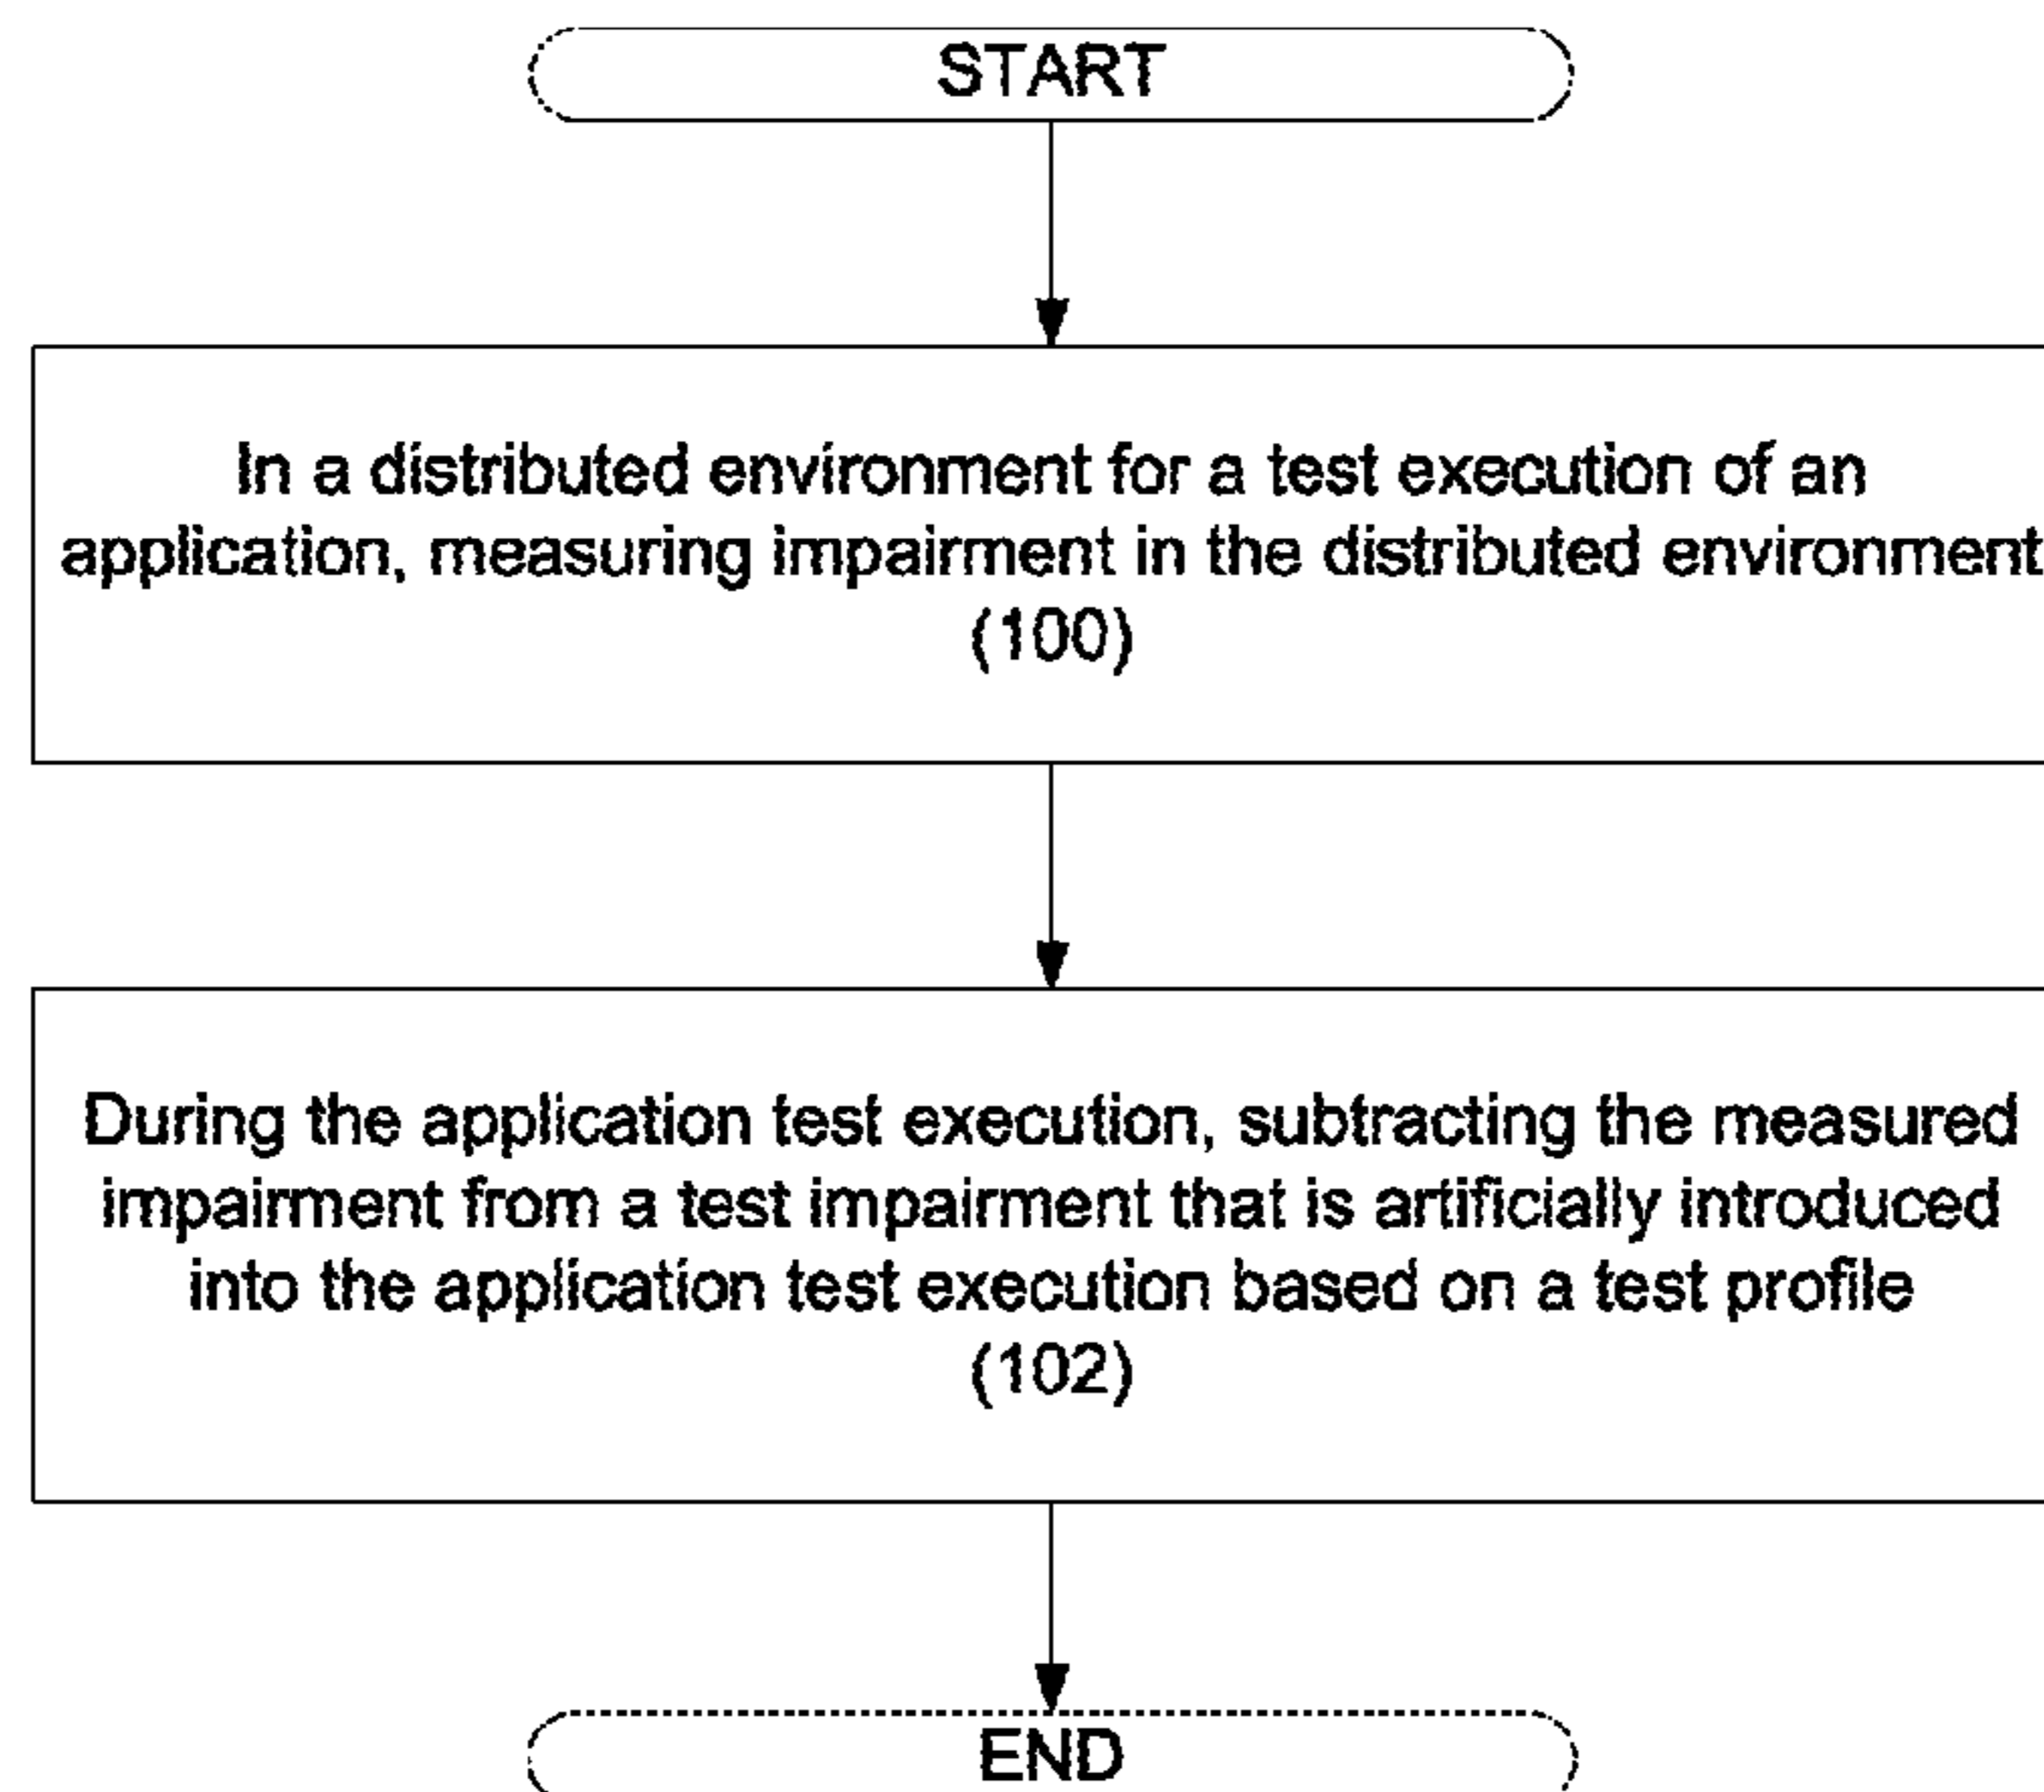 START
In a distributed environment for a test execution of an
application, measuring impairment in the distributed environment
(100)
During the application test execution, subtracting the measured
impairment from a test impairment that is artificially introduced
into the application test execution based on a test profile
(102)
END